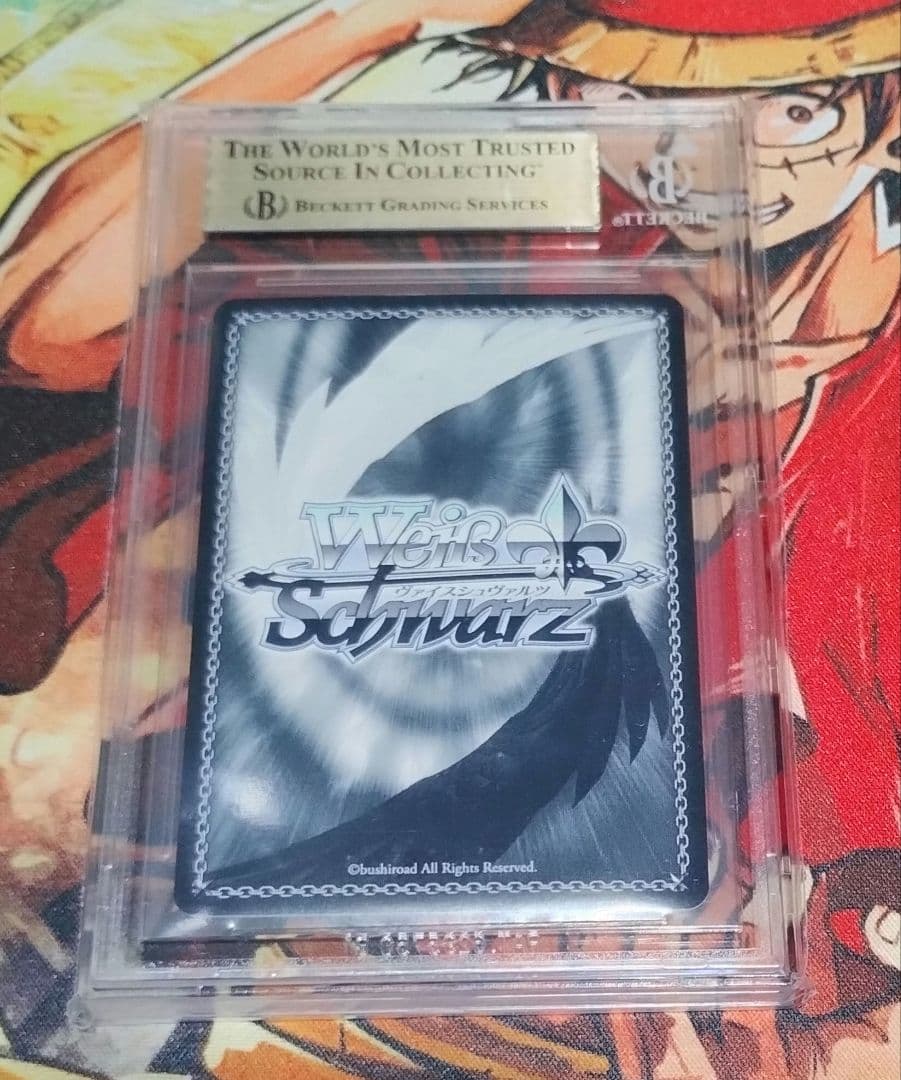 THE WORLD'S MOST TRUSTED
SOURCE IN COLLECTING™
B BECKETT GRADING SERVICES
B
BECKETT®
Weiß
ヴァイスシュヴァルツ
Schwarz
©bushiroad All Rights Reserved.